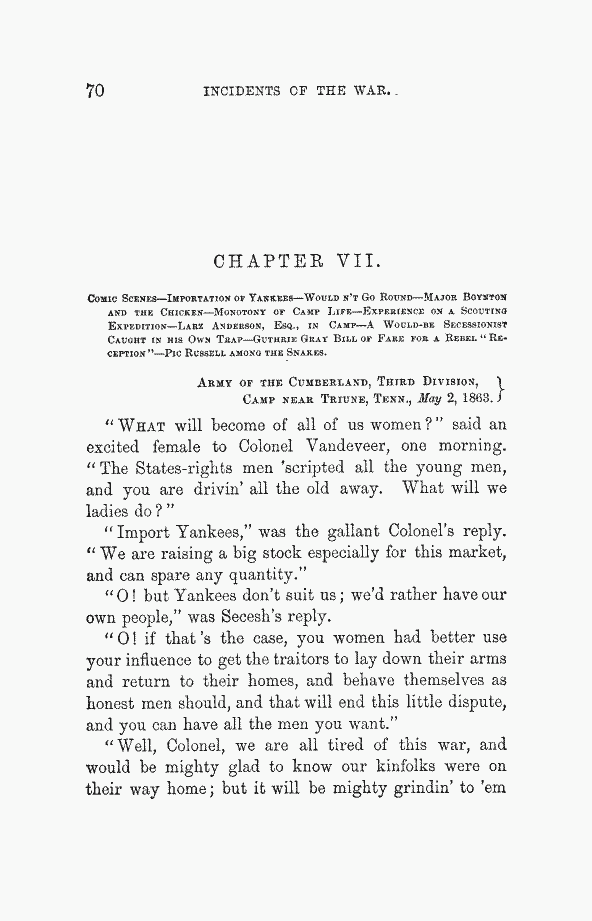 70 INCIDENTS OF THE WAR.
CHAPTER VII.
COMIC SCENES—IMPORTATION OF YANKEES—WOULD N'T GO ROUND—MAJOR BOYNTON
AND THE CHICKEN—MONOTONY OF CAMP LIFE—EXPERIENCE ON A SCOUTING
EXPEDITION—LARZ ANDERSON, ESQ., IN CAMP—A WOULD-BE SECESSIONIST
CAUGHT IN HIS OWN TRAP—GUTHRIE GRAY BILL OF FARE FOR A REBEL "RE-
CEPTION"—PIC RUSSELL AMONG THE SNAKES.
ARMY OF THE CUMBERLAND, THIRD DIVISION,
CAMP NEAR TRIUNE, TENN., May 2, 1863. }
"WHAT will become of all of us women?" said an
excited female to Colonel Vandeveer, one morning.
"The States-rights men 'scripted all the young men,
and you are drivin' all the old away. What will we
ladies do?"
"Import Yankees," was the gallant Colonel's reply.
"We are raising a big stock especially for this market,
and can spare any quantity."
"O! but Yankees don't suit us; we'd rather have our
own people," was Secesh's reply.
"O! if that 's the case, you women had better use
your influence to get the traitors to lay down their arms
and return to their homes, and behave themselves as
honest men should, and that will end this little dispute,
and you can have all the men you want."
"Well, Colonel, we are all tired of this war, and
would be mighty glad to know our kinfolks were on
their way home; but it will be mighty grindin' to 'em